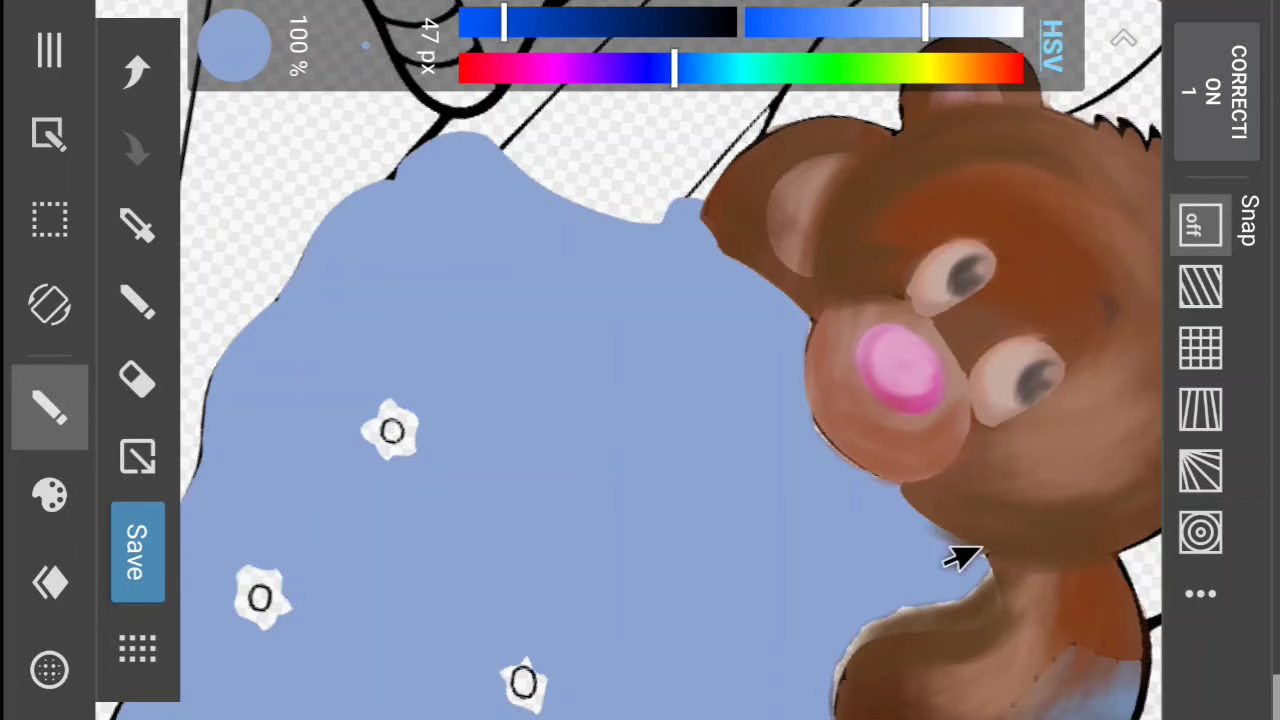 CORRECTI
ON
1
Snap
off
HSV
47 px
100 %
Save